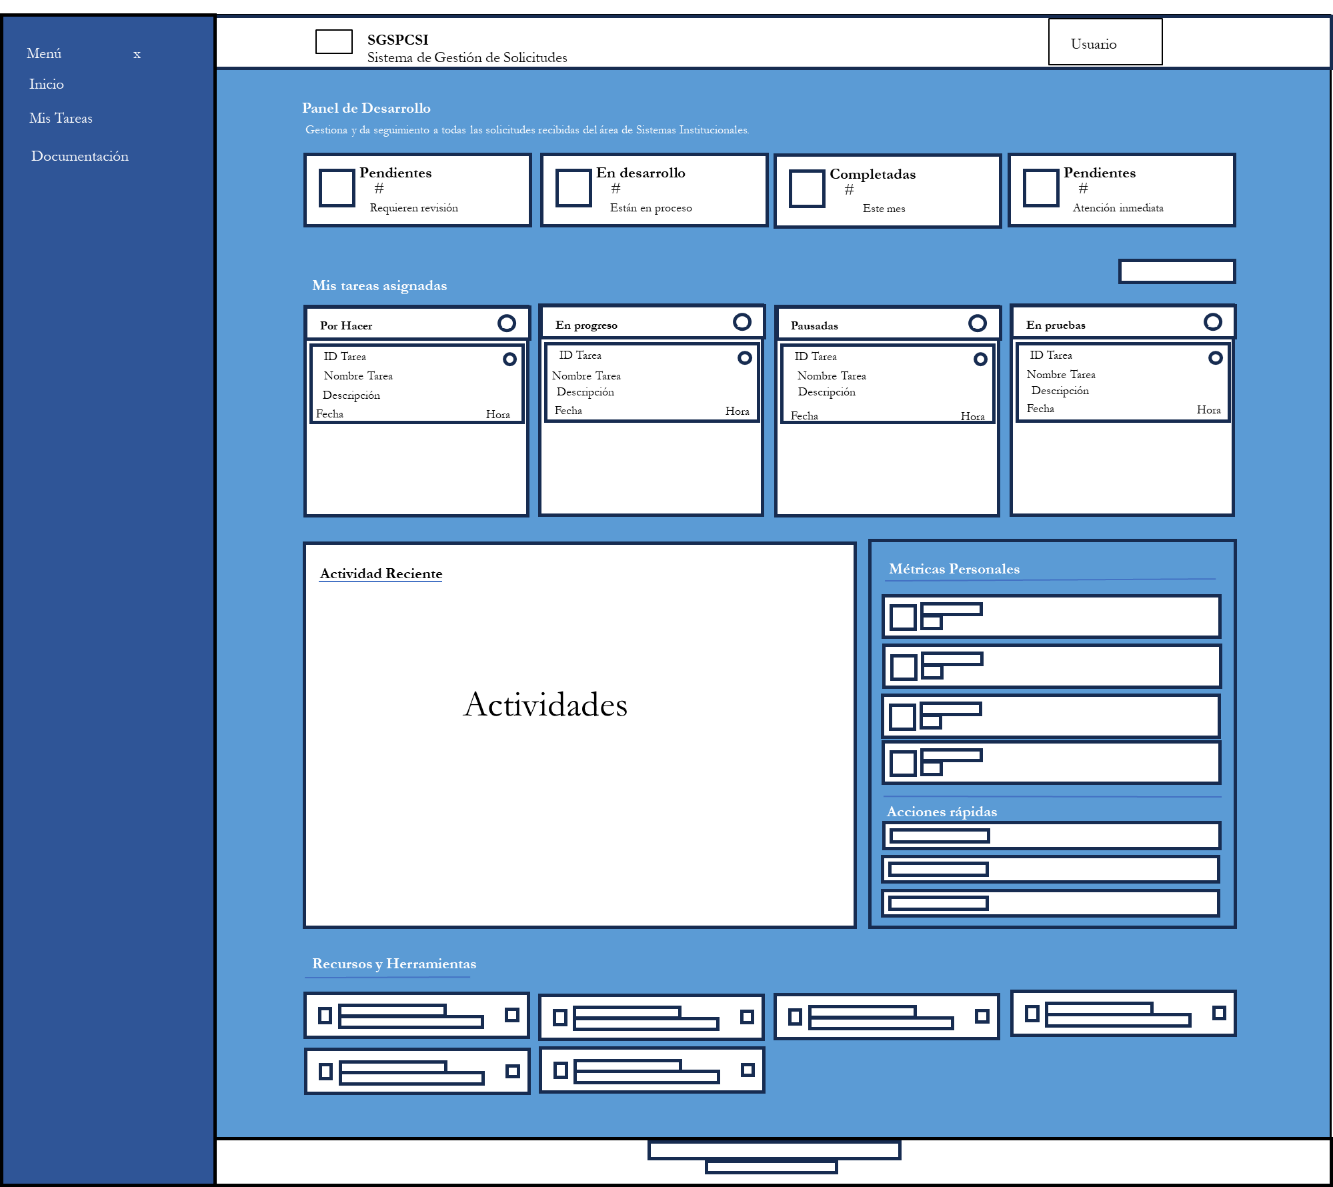 Menú x
Inicio
Mis Tareas
Documentación
SGSPCSI
Sistema de Gestión de Solicitudes
Usuario
Panel de Desarrollo
Gestiona y da seguimiento a todas las solicitudes recibidas del área de Sistemas Institucionales.
Pendientes
#
Requieren revisión
En desarrollo
#
Están en proceso
Completadas
#
Este mes
Pendientes
#
Atención inmediata
Mis tareas asignadas
Por Hacer
ID Tarea
Nombre Tarea
Descripción
Fecha Hora
En progreso
ID Tarea
Nombre Tarea
Descripción
Fecha Hora
Pausadas
ID Tarea
Nombre Tarea
Descripción
Fecha Hora
En pruebas
ID Tarea
Nombre Tarea
Descripción
Fecha Hora
Actividad Reciente
Actividades
Métricas Personales
Acciones rápidas
Recursos y Herramientas